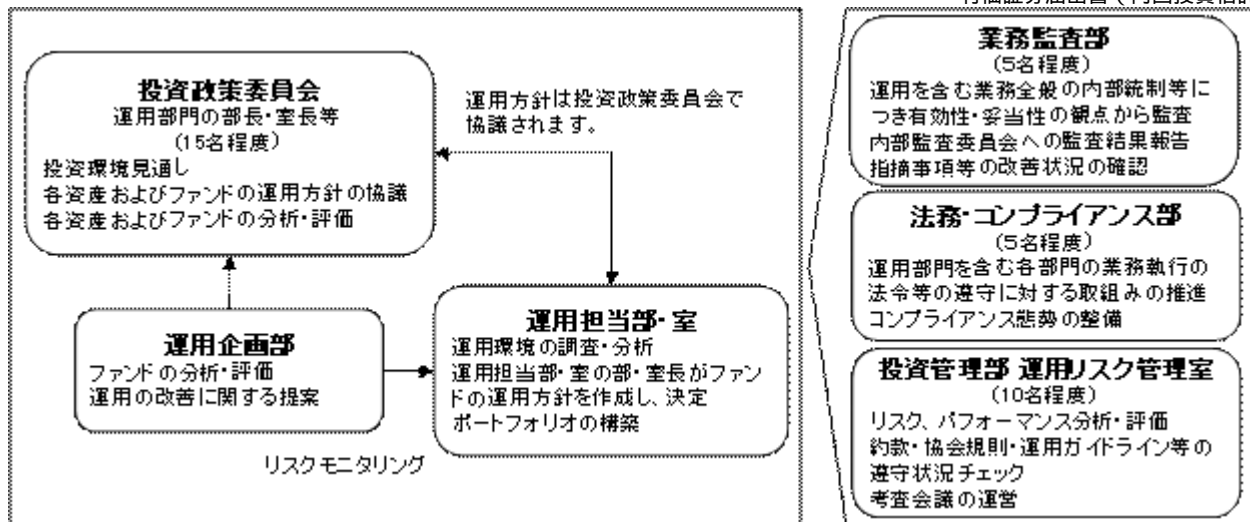 投資政策委員会
運用部門の部長・室長等
(15名程度)
投資環境見通し
各資産およびファンドの運用方針の協議
各資産およびファンドの分析・評価
運用方針は投資政策委員会で
協議されます。
運用企画部
ファンドの分析・評価
運用の改善に関する提案
運用担当部・室
運用環境の調査・分析
運用担当部・室の部・室長がファン
ドの運用方針を作成し、決定
ポートフォリオの構築
リスクモニタリング
業務監査部
(5名程度)
運用を含む業務全般の内部統制等に
つき有効性・妥当性の観点から監査
内部監査委員会への監査結果報告
指摘事項等の改善状況の確認
法務・コンプライアンス部
(5名程度)
運用部門を含む各部門の業務執行の
法令等の遵守に対する取組みの推進
コンプライアンス態勢の整備
投資管理部 運用リスク管理室
(10名程度)
リスク、パフォーマンス分析・評価
約款・協会規則・運用ガイドライン等の
遵守状況チェック
考査会議の運営